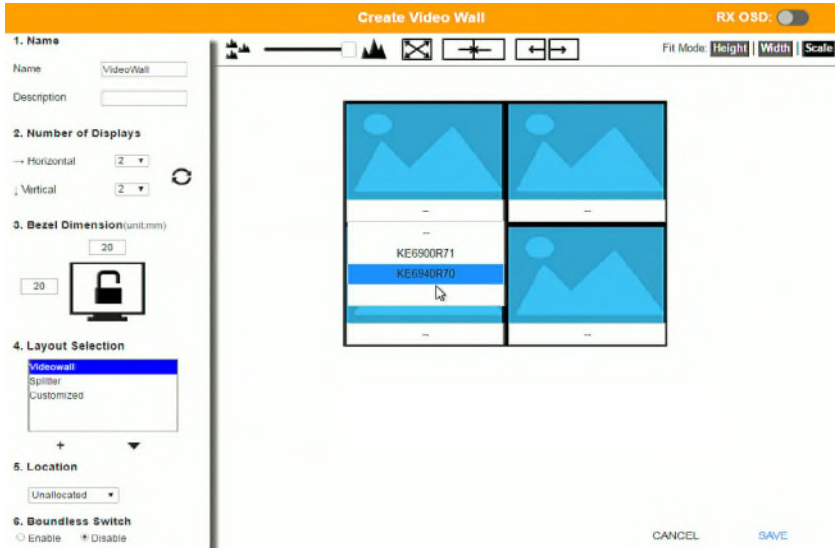 Create Video Wall
RX OSD:
1. Name
Name VideoWall
Description
2. Number of Displays
→ Horizontal 2
↓ Vertical 2
3. Bezel Dimension(unit:mm)
20
20
4. Layout Selection
Videowall
Splitter
Customized
+
5. Location
Unallocated
6. Boundless Switch
Enable Disable
Fit Mode: Height | Width | Scale
-- --
--
KE6900R71
KE6940R70
-- --
CANCEL SAVE